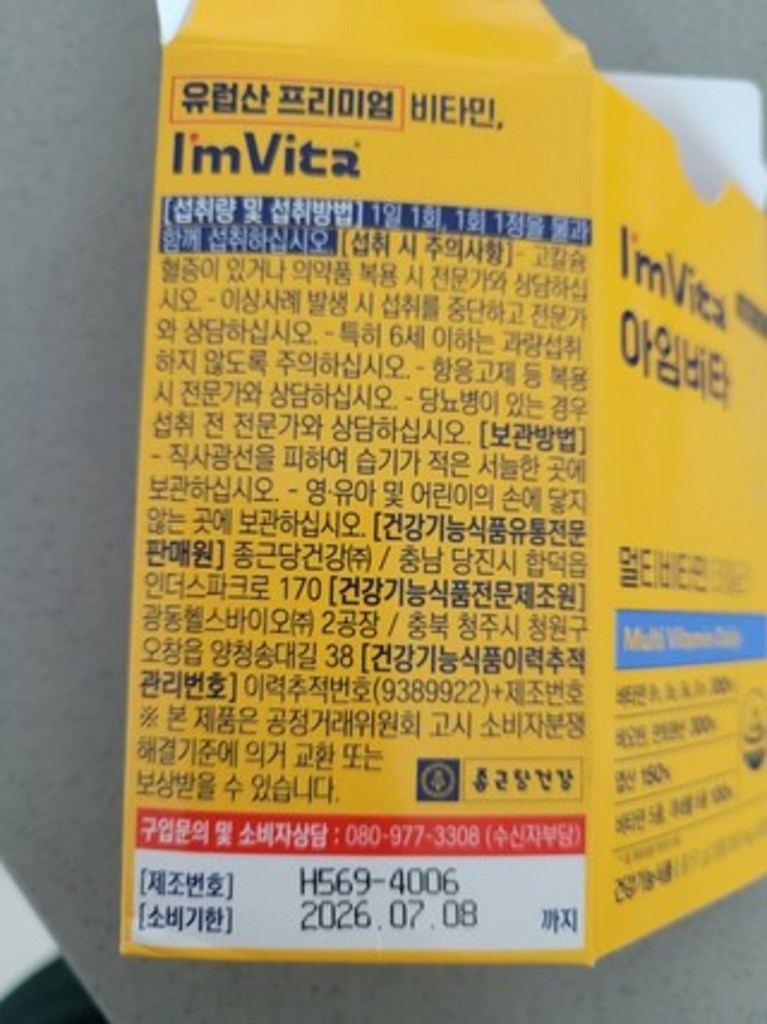 유럽산 프리미엄 비타민,
I'mVita
[섭취량 및 섭취방법] 1일 1회, 1회 1정을 물과
함께 섭취하십시오. [섭취 시 주의사항] - 고칼슘
혈증이 있거나 의약품 복용 시 전문가와 상담하십
시오. - 이상사례 발생 시 섭취를 중단하고 전문가
와 상담하십시오. - 특히 6세 이하는 과량섭취
하지 않도록 주의하십시오. - 항응고제 등 복용
시 전문가와 상담하십시오. - 당뇨병이 있는 경우
섭취 전 전문가와 상담하십시오. [보관방법]
- 직사광선을 피하여 습기가 적은 서늘한 곳에
보관하십시오. - 영·유아 및 어린이의 손에 닿지
않는 곳에 보관하십시오. [건강기능식품유통전문
판매원] 종근당건강㈜ / 충남 당진시 합덕읍
인더스파크로 170 [건강기능식품전문제조원]
광동헬스바이오㈜ 2공장 / 충북 청주시 청원구
오창읍 양청송대길 38 [건강기능식품이력추적
관리번호] 이력추적번호(9389922)+제조번호
※ 본 제품은 공정거래위원회 고시 소비자분쟁
해결기준에 의거 교환 또는
보상받을 수 있습니다.
종근당건강
구입문의 및 소비자상담 : 080-977-3308 (수신자부담)
[제조번호] H569-4006
[소비기한] 2026.07.08 까지
I'mVita
아임비타
멀티비타민
Multi Vitamin
건강기능식품